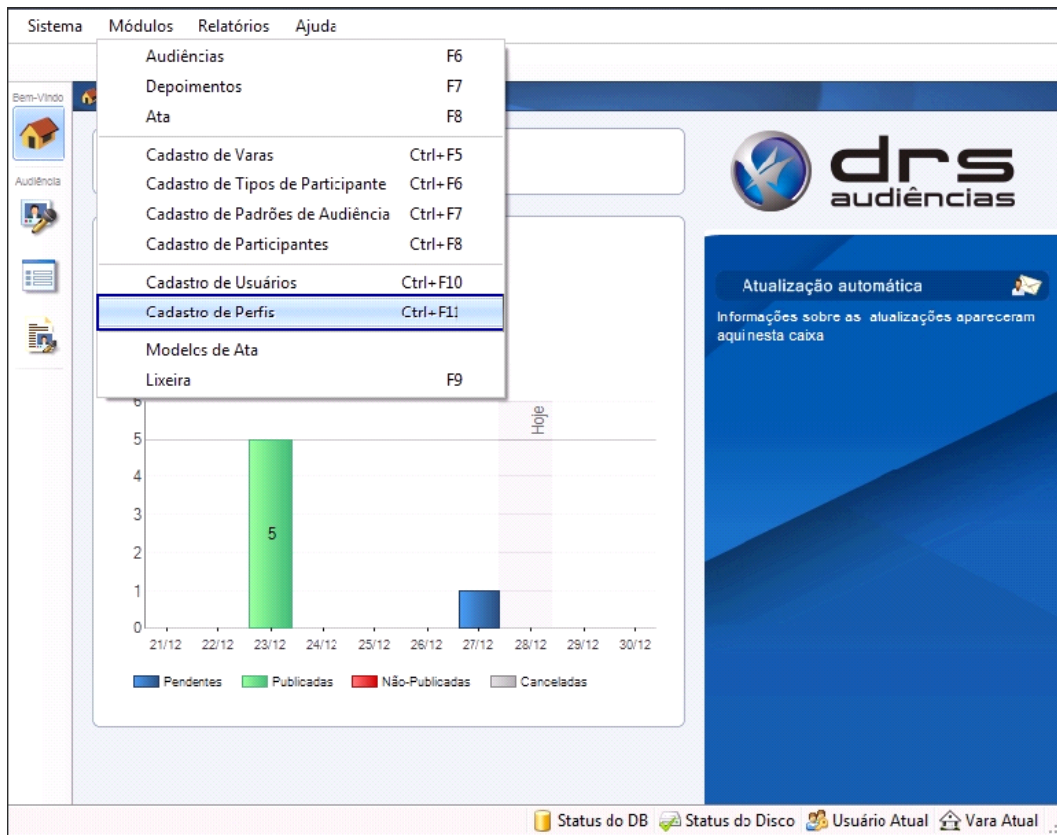 Sistema Módulos Relatórios Ajuda
Audiências F6
Depoimentos F7
Ata F8
Cadastro de Varas Ctrl+F5
Cadastro de Tipos de Participante Ctrl+F6
Cadastro de Padrões de Audiência Ctrl+F7
Cadastro de Participantes Ctrl+F8
Cadastro de Usuários Ctrl+F10
Cadastro de Perfis Ctrl+F11
Modelos de Ata
Lixeira F9
Bem-Vindo
Audiência
drs
audiências
Atualização automática
Informações sobre as atualizações apareceram
aqui nesta caixa
6
5
4
3
2
1
0
5
Hoje
21/12 22/12 23/12 24/12 25/12 26/12 27/12 28/12 29/12 30/12
Pendentes Publicadas Não-Publicadas Canceladas
Status do DB Status do Disco Usuário Atual Vara Atual